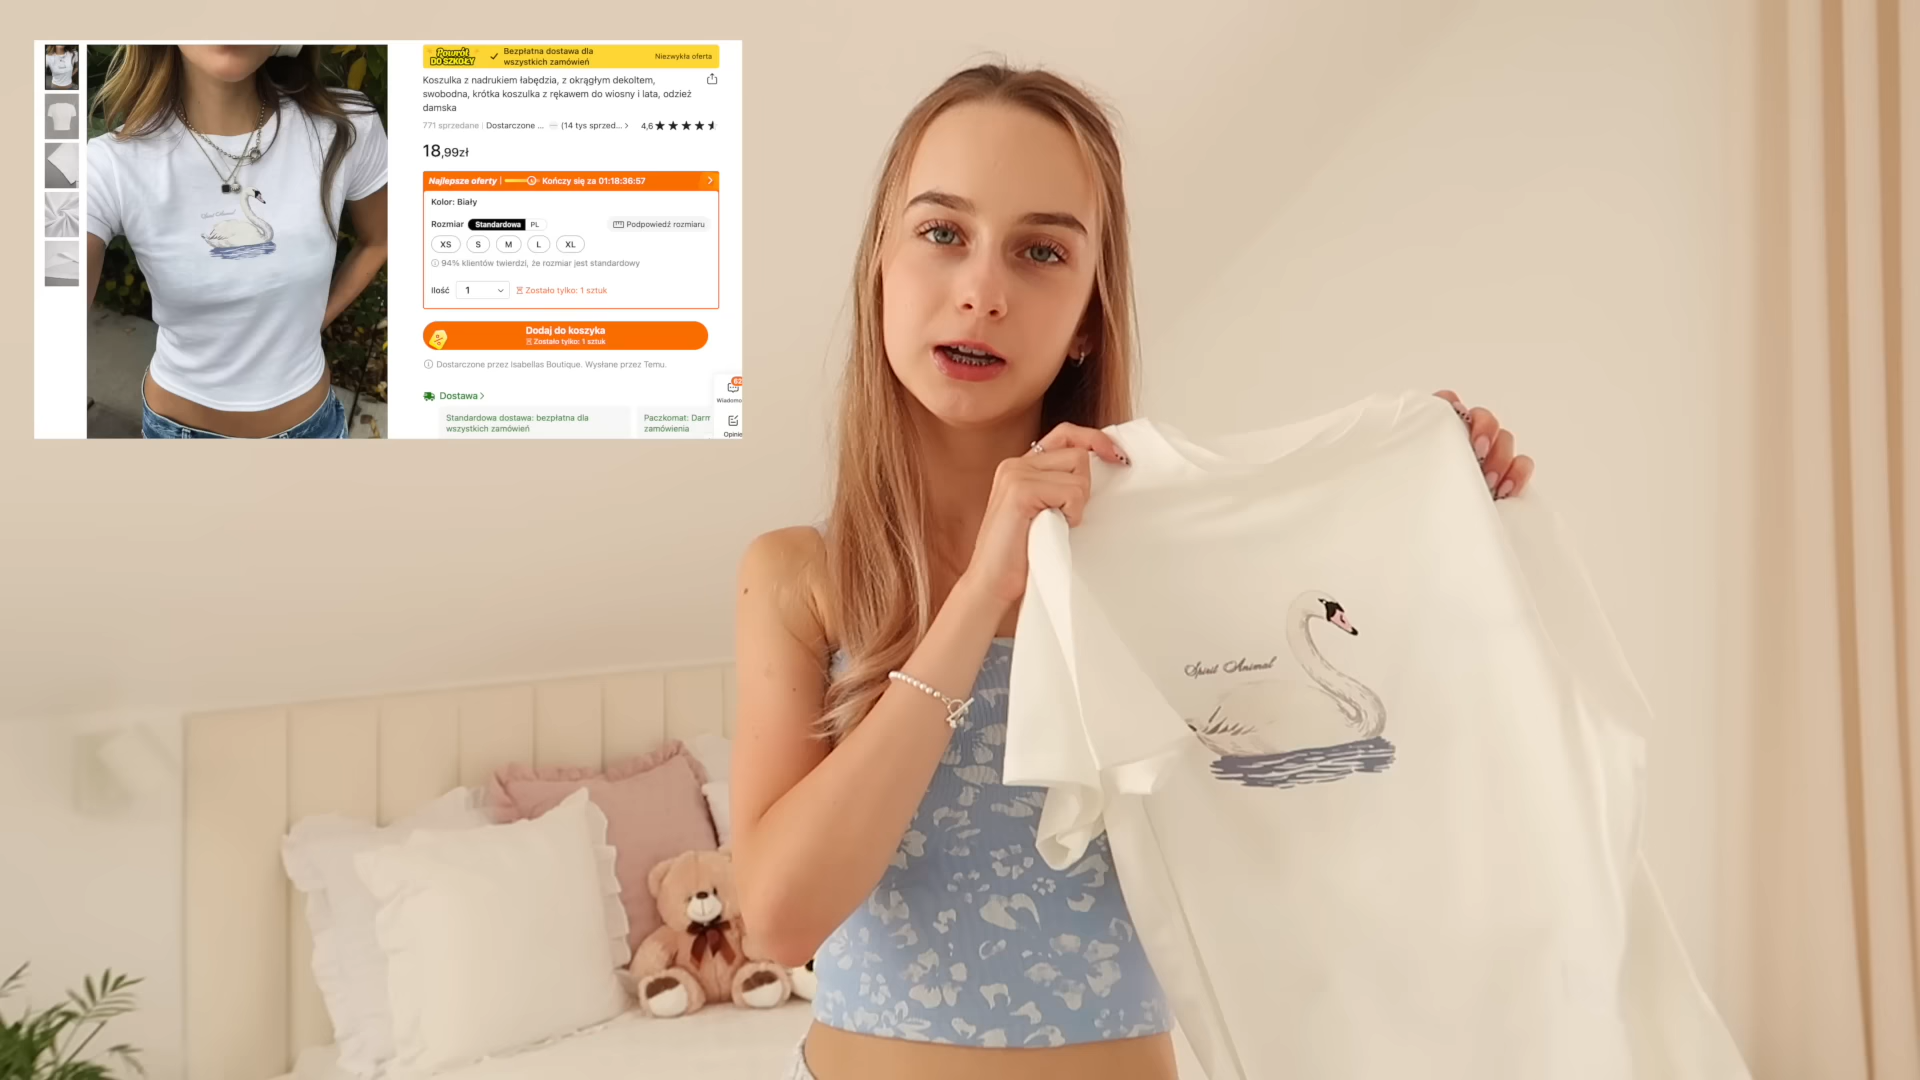 Powrót
DO SZKOŁY
Bezpłatna dostawa dla
wszystkich zamówień
Niezwykła oferta
Koszulka z nadrukiem łabędzia, z okrągłym dekoltem,
swobodna, krótka koszulka z rękawem do wiosny i lata, odzież
damska
771 sprzedane | Dostarczone ... (14 tys sprzed... > 4,6
18,99zł
Najlepsze oferty | Kończy się za 01:18:36:57
Kolor: Biały
Rozmiar Standardowa PL Podpowiedź rozmiaru
XS S M L XL
94% klientów twierdzi, że rozmiar jest standardowy
Ilość 1 Zostało tylko: 1 sztuk
Dodaj do koszyka
Zostało tylko: 1 sztuk
Dostarczone przez Isabellas Boutique. Wysłane przez Temu.
Dostawa
Standardowa dostawa: bezpłatna dla
wszystkich zamówień
Paczkomat: Darm
zamówienia
Wiadomo
Opinie
Spirit Animal
Spirit Animal